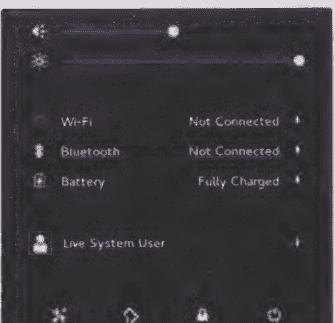 Wi-Fi Not Connected
Bluetooth Not Connected
Battery Fully Charged
Live System User